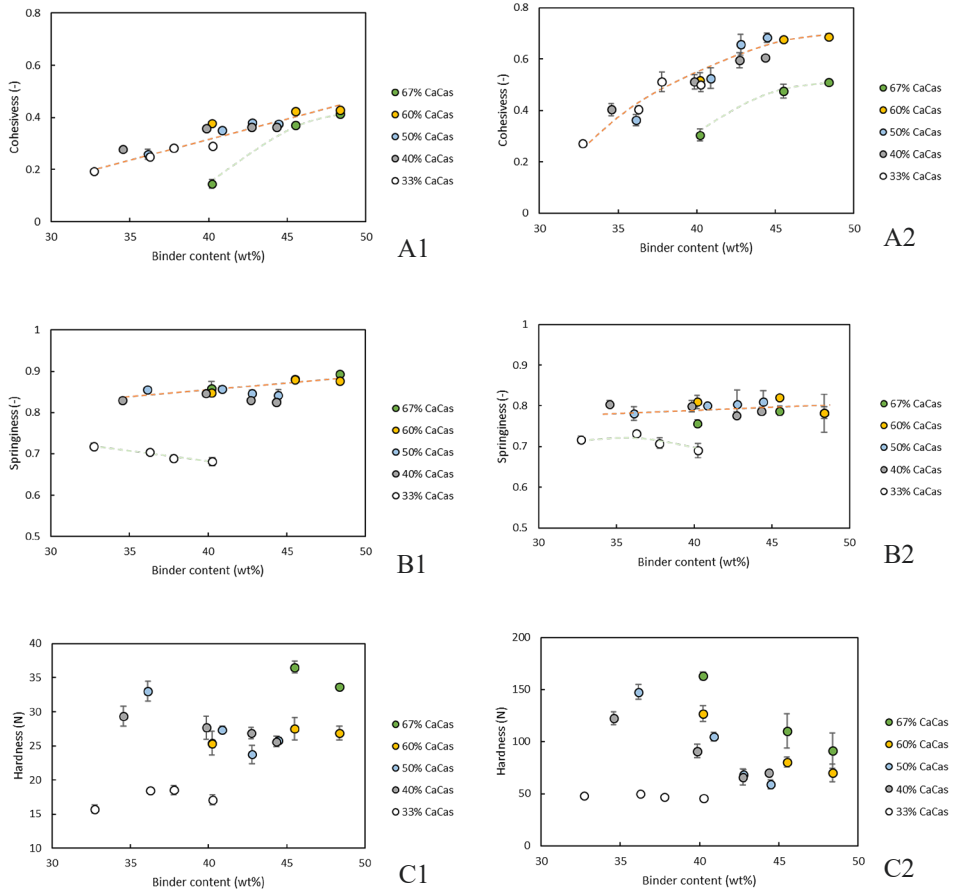 Cohesivess (-)
0.8
0.6
0.4
0.2
0
30
35
40
45
50
Binder content (wt%)
67% CaCas
60% CaCas
50% CaCas
40% CaCas
33% CaCas
A1
Cohesivess (-)
0.8
0.6
0.4
0.2
0
30
35
40
45
50
Binder content (wt%)
67% CaCas
60% CaCas
50% CaCas
40% CaCas
33% CaCas
A2
Springiness (-)
1
0.9
0.8
0.7
0.6
0.5
30
35
40
45
50
Binder content (wt%)
67% CaCas
60% CaCas
50% CaCas
40% CaCas
33% CaCas
B1
Springiness (-)
1
0.9
0.8
0.7
0.6
0.5
30
35
40
45
50
Binder content (wt%)
67% CaCas
60% CaCas
50% CaCas
40% CaCas
33% CaCas
B2
Hardness (N)
40
35
30
25
20
15
10
30
35
40
45
50
Binder content (wt%)
67% CaCas
60% CaCas
50% CaCas
40% CaCas
33% CaCas
C1
Hardness (N)
200
150
100
50
0
30
35
40
45
50
Binder content (wt%)
67% CaCas
60% CaCas
50% CaCas
40% CaCas
33% CaCas
C2